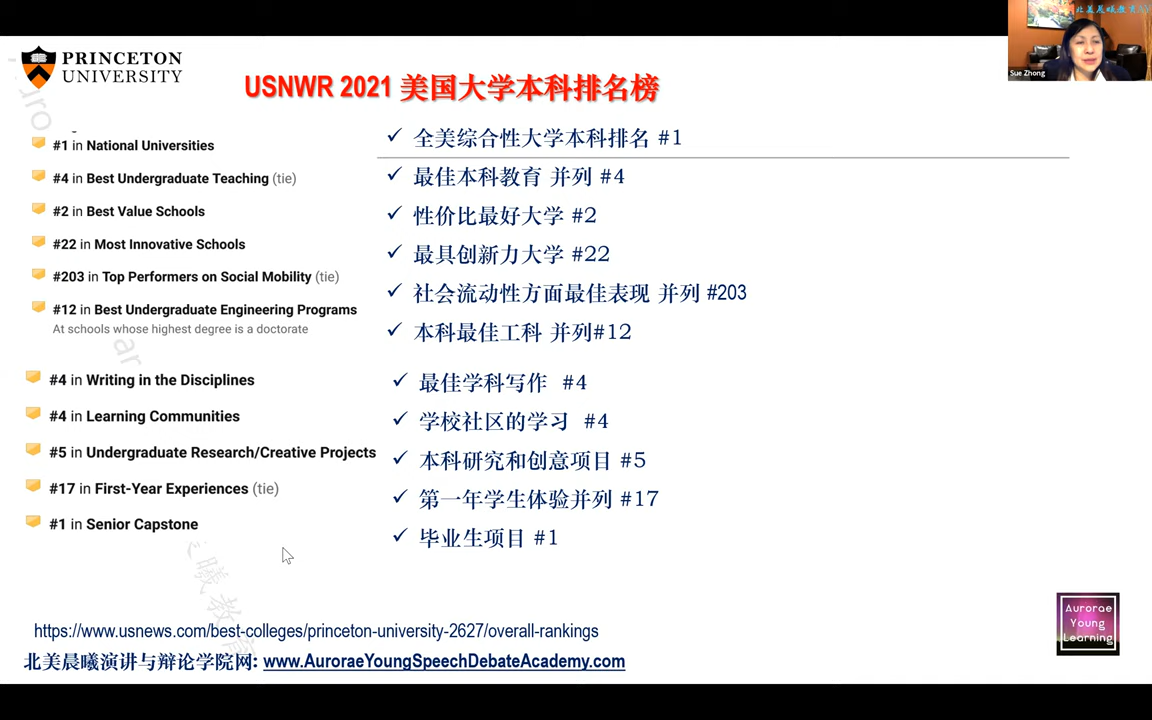 北美晨曦教育
Sue Zhong
PRINCETON
UNIVERSITY
USNWR 2021 美国大学本科排名榜
#1 in National Universities
#4 in Best Undergraduate Teaching (tie)
#2 in Best Value Schools
#22 in Most Innovative Schools
#203 in Top Performers on Social Mobility (tie)
#12 in Best Undergraduate Engineering Programs
At schools whose highest degree is a doctorate
#4 in Writing in the Disciplines
#4 in Learning Communities
#5 in Undergraduate Research/Creative Projects
#17 in First-Year Experiences (tie)
#1 in Senior Capstone
✓ 全美综合性大学本科排名 #1
✓ 最佳本科教育 并列 #4
✓ 性价比最好大学 #2
✓ 最具创新力大学 #22
✓ 社会流动性方面最佳表现 并列 #203
✓ 本科最佳工科 并列#12
✓ 最佳学科写作 #4
✓ 学校社区的学习 #4
✓ 本科研究和创意项目 #5
✓ 第一年学生体验并列 #17
✓ 毕业生项目 #1
曦教育
https://www.usnews.com/best-colleges/princeton-university-2627/overall-rankings
北美晨曦演讲与辩论学院网: www.AuroraeYoungSpeechDebateAcademy.com
Aurorae
Young
Learning